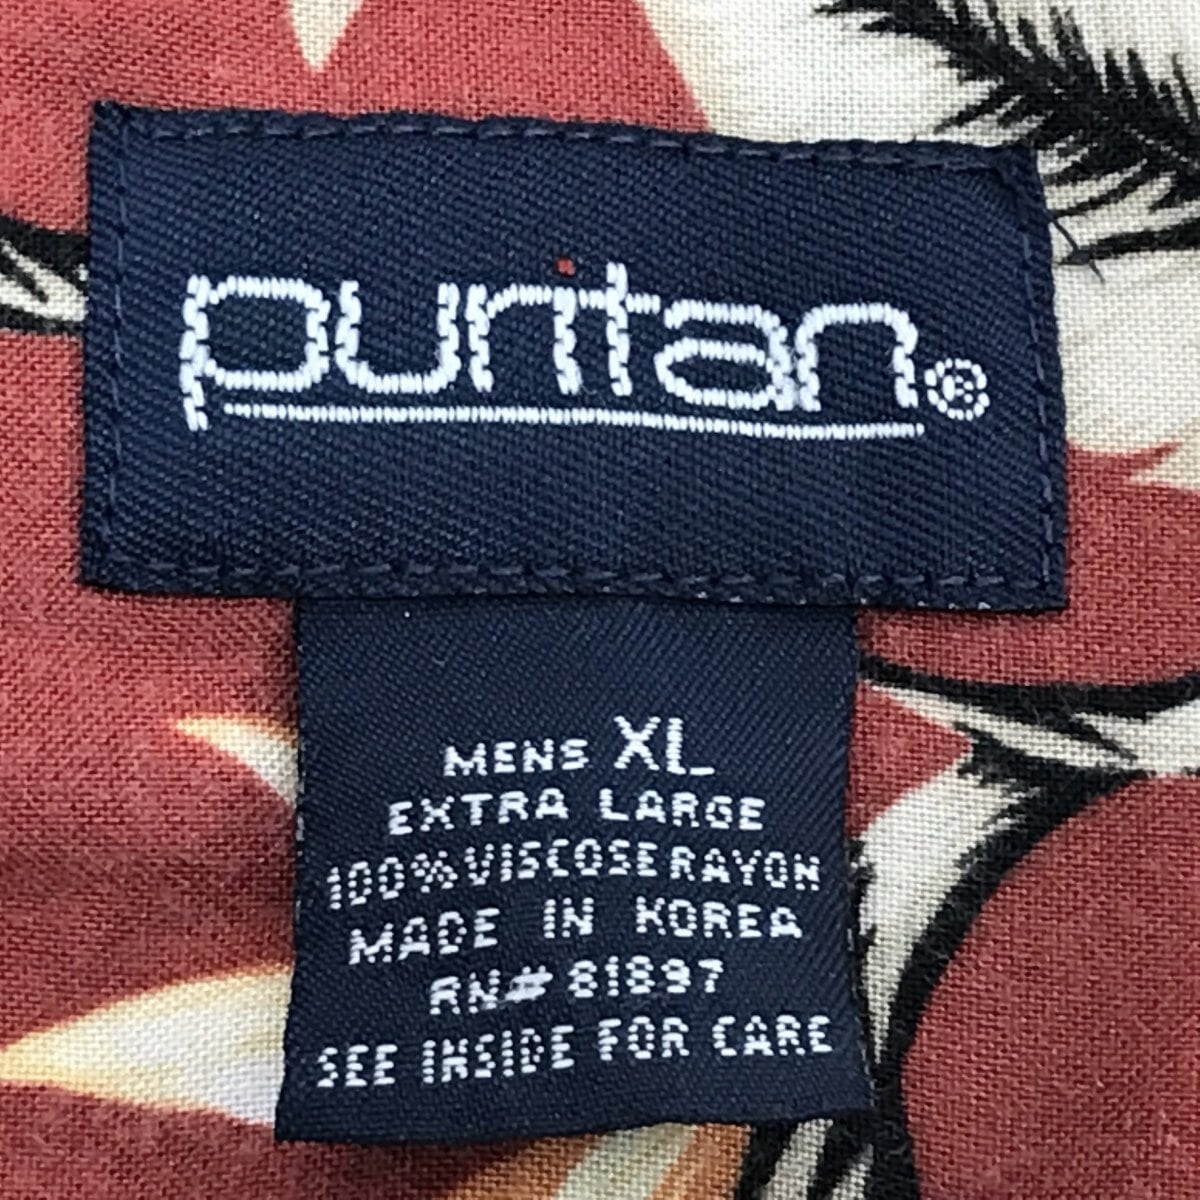 puritan®
MENS XL
EXTRA LARGE
100% VISCOSE RAYON
MADE IN KOREA
RN# 81897
SEE INSIDE FOR CARE